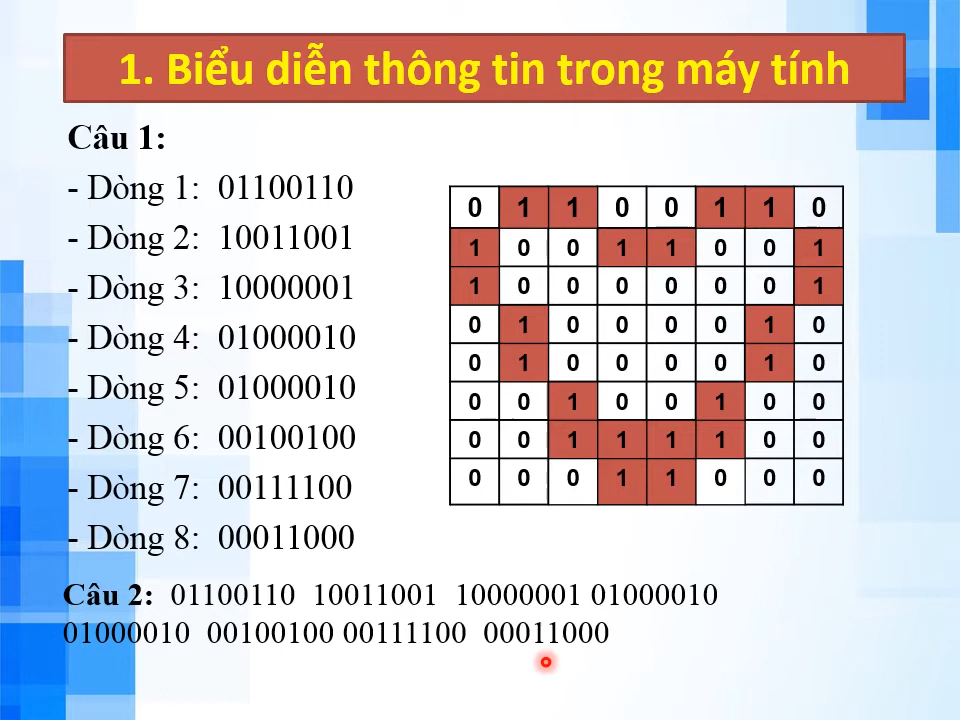 1. Biểu diễn thông tin trong máy tính
Câu 1:
- Dòng 1: 01100110
- Dòng 2: 10011001
- Dòng 3: 10000001
- Dòng 4: 01000010
- Dòng 5: 01000010
- Dòng 6: 00100100
- Dòng 7: 00111100
- Dòng 8: 00011000
0 1 1 0 0 1 1 0
1 0 0 1 1 0 0 1
1 0 0 0 0 0 0 1
0 1 0 0 0 0 1 0
0 1 0 0 0 0 1 0
0 0 1 0 0 1 0 0
0 0 1 1 1 1 0 0
0 0 0 1 1 0 0 0
Câu 2: 01100110 10011001 10000001 01000010
01000010 00100100 00111100 00011000